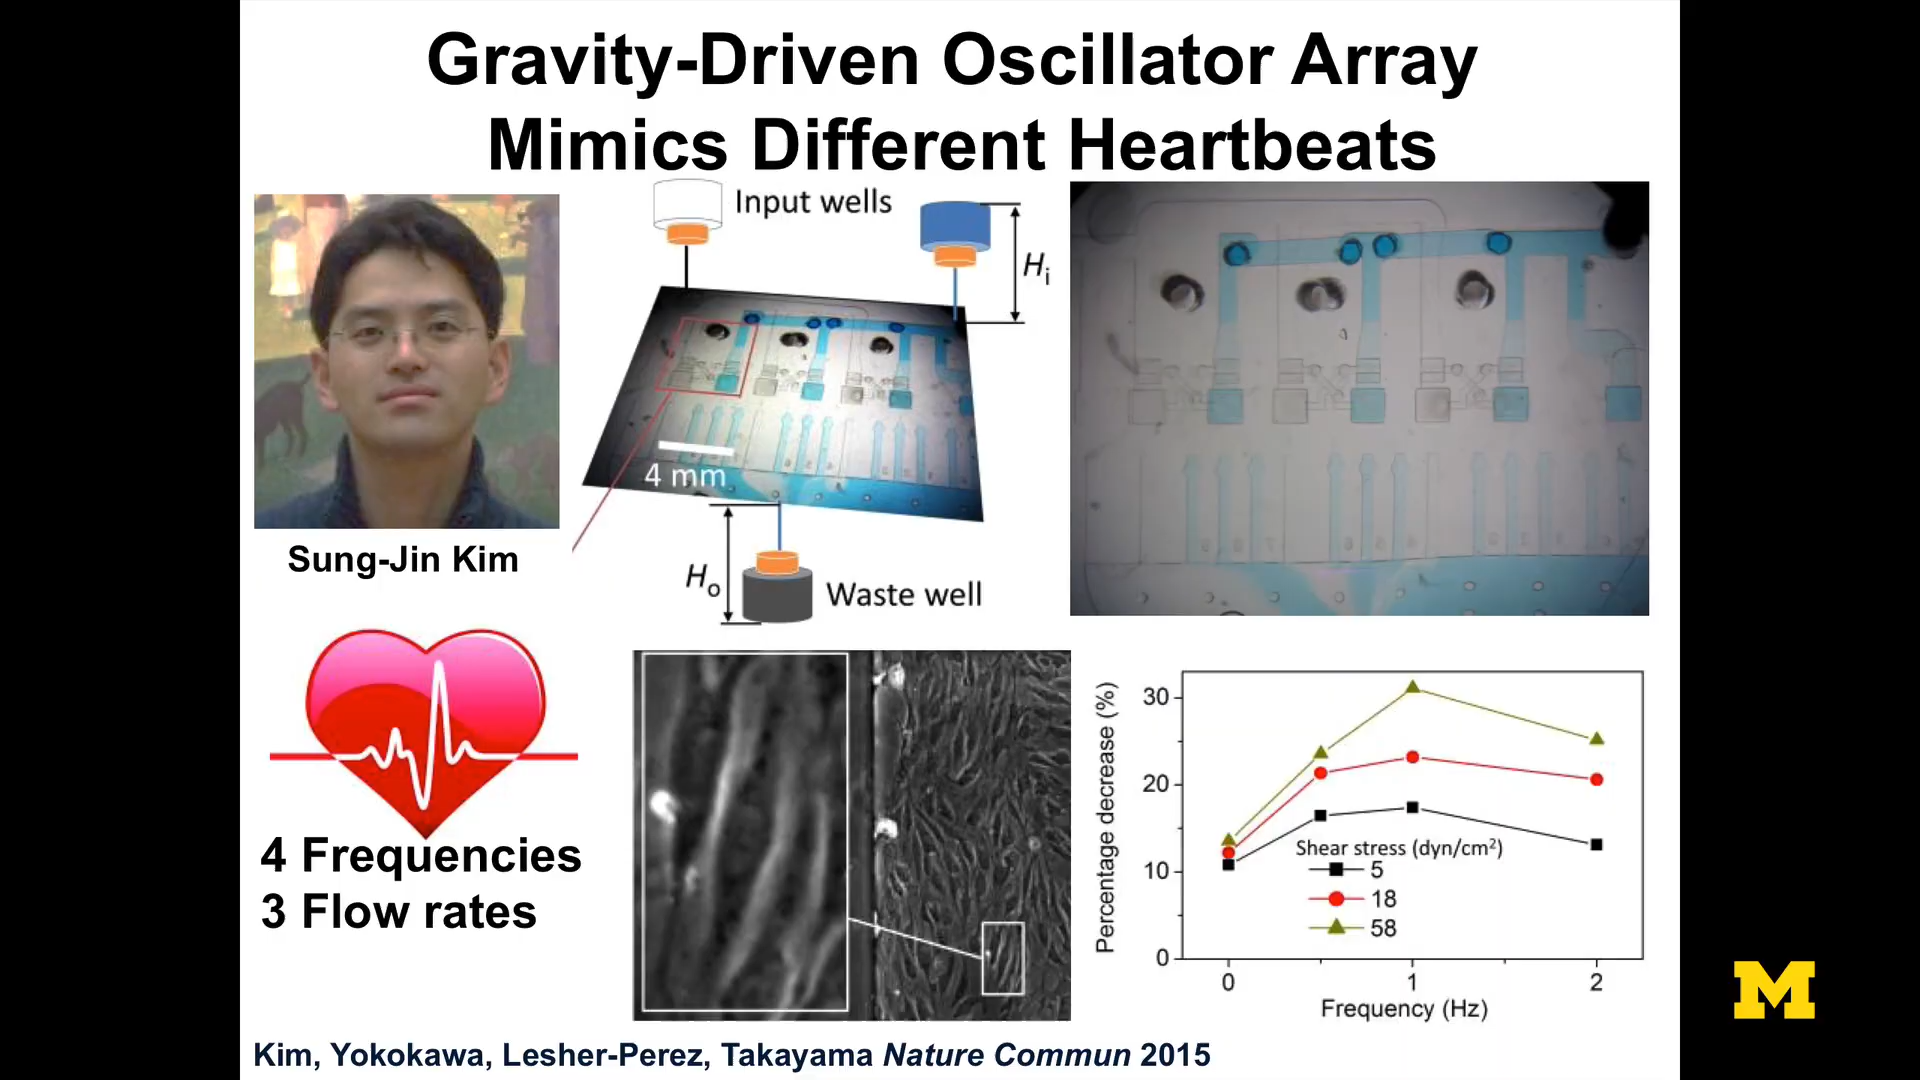 Gravity-Driven Oscillator Array
Mimics Different Heartbeats
Input wells
Hi
4 mm
Ho
Waste well
Sung-Jin Kim
4 Frequencies
3 Flow rates
Percentage decrease (%)
30
20
10
0
Shear stress (dyn/cm²)
5
18
58
0 1 2
Frequency (Hz)
M
Kim, Yokokawa, Lesher-Perez, Takayama Nature Commun 2015